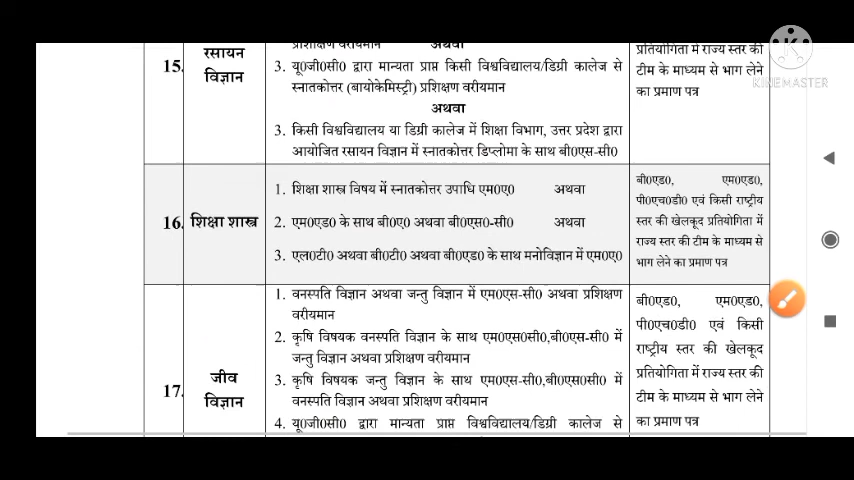 प्रशिक्षण वरीयमान अथवा
15. रसायन विज्ञान
3. यू0जी0सी0 द्वारा मान्यता प्राप्त किसी विश्वविद्यालय/डिग्री कालेज से
स्नातकोत्तर (बायोकेमिस्ट्री) प्रशिक्षण वरीयमान
अथवा
3. किसी विश्वविद्यालय या डिग्री कालेज में शिक्षा विभाग, उत्तर प्रदेश द्वारा
आयोजित रसायन विज्ञान में स्नातकोत्तर डिप्लोमा के साथ बी0एस-सी0
प्रतियोगिता में राज्य स्तर की
टीम के माध्यम से भाग लेने
का प्रमाण पत्र
KINEMASTER
16. शिक्षा शास्त्र
1. शिक्षा शास्त्र विषय में स्नातकोत्तर उपाधि एम0ए0 अथवा
2. एम0एड0 के साथ बी0ए0 अथवा बी0एस0-सी0 अथवा
3. एल0टी0 अथवा बी0टी0 अथवा बी0एड0 के साथ मनोविज्ञान में एम0ए0
बी0एड0, एम0एड0,
पी0एच0डी0 एवं किसी राष्ट्रीय
स्तर की खेलकूद प्रतियोगिता में
राज्य स्तर की टीम के माध्यम से
भाग लेने का प्रमाण पत्र
17. जीव
विज्ञान
1. वनस्पति विज्ञान अथवा जन्तु विज्ञान में एम0एस-सी0 अथवा प्रशिक्षण
वरीयमान
2. कृषि विषयक वनस्पति विज्ञान के साथ एम0एस0सी0,बी0एस-सी0 में
जन्तु विज्ञान अथवा प्रशिक्षण वरीयमान
3. कृषि विषयक जन्तु विज्ञान के साथ एम0एस-सी0,बी0एस0सी0 में
वनस्पति विज्ञान अथवा प्रशिक्षण वरीयमान
4. यू0जी0सी0 द्वारा मान्यता प्राप्त विश्वविद्यालय/डिग्री कालेज से
बी0एड0, एम0एड0,
पी0एच0डी0 एवं किसी
राष्ट्रीय स्तर की खेलकूद
प्रतियोगिता में राज्य स्तर की
टीम के माध्यम से भाग लेने
का प्रमाण पत्र